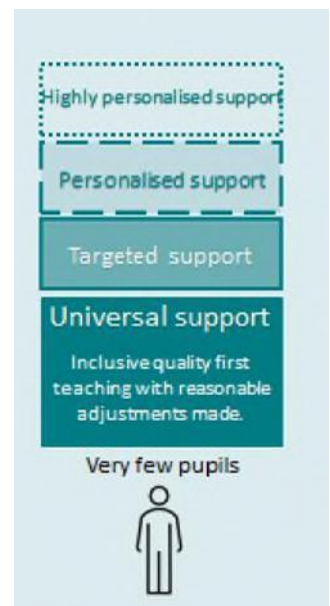 Highly personalised support
Personalised support
Targeted support
Universal support
Inclusive quality first
teaching with reasonable
adjustments made.
Very few pupils